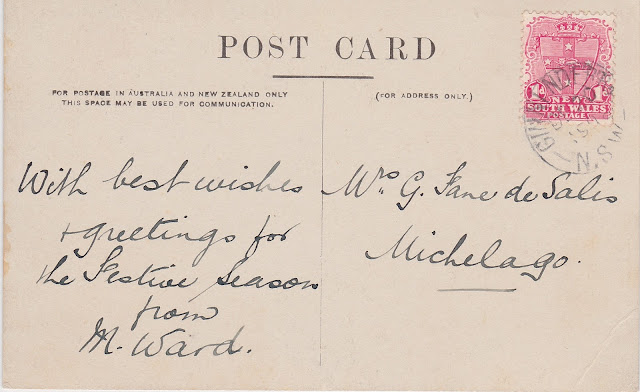 POST CARD
FOR POSTAGE IN AUSTRALIA AND NEW ZEALAND ONLY
THIS SPACE MAY BE USED FOR COMMUNICATION.
(FOR ADDRESS ONLY.)
1d NEW 1d
SOUTH WALES
POSTAGE
N.S.W
With best wishes
+ greetings for
the Festive Season
from
M. Ward.
Mrs G. Fane de Salis
Michelago.